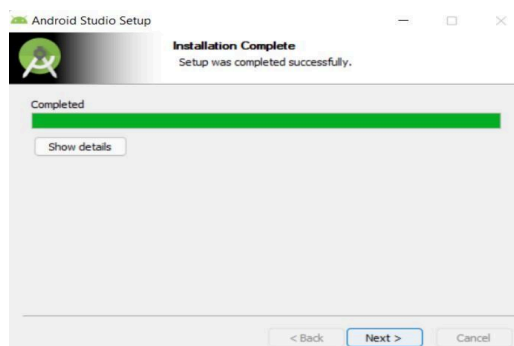 Android Studio Setup
Installation Complete
Setup was completed successfully.
Completed
Show details
< Back Next > Cancel